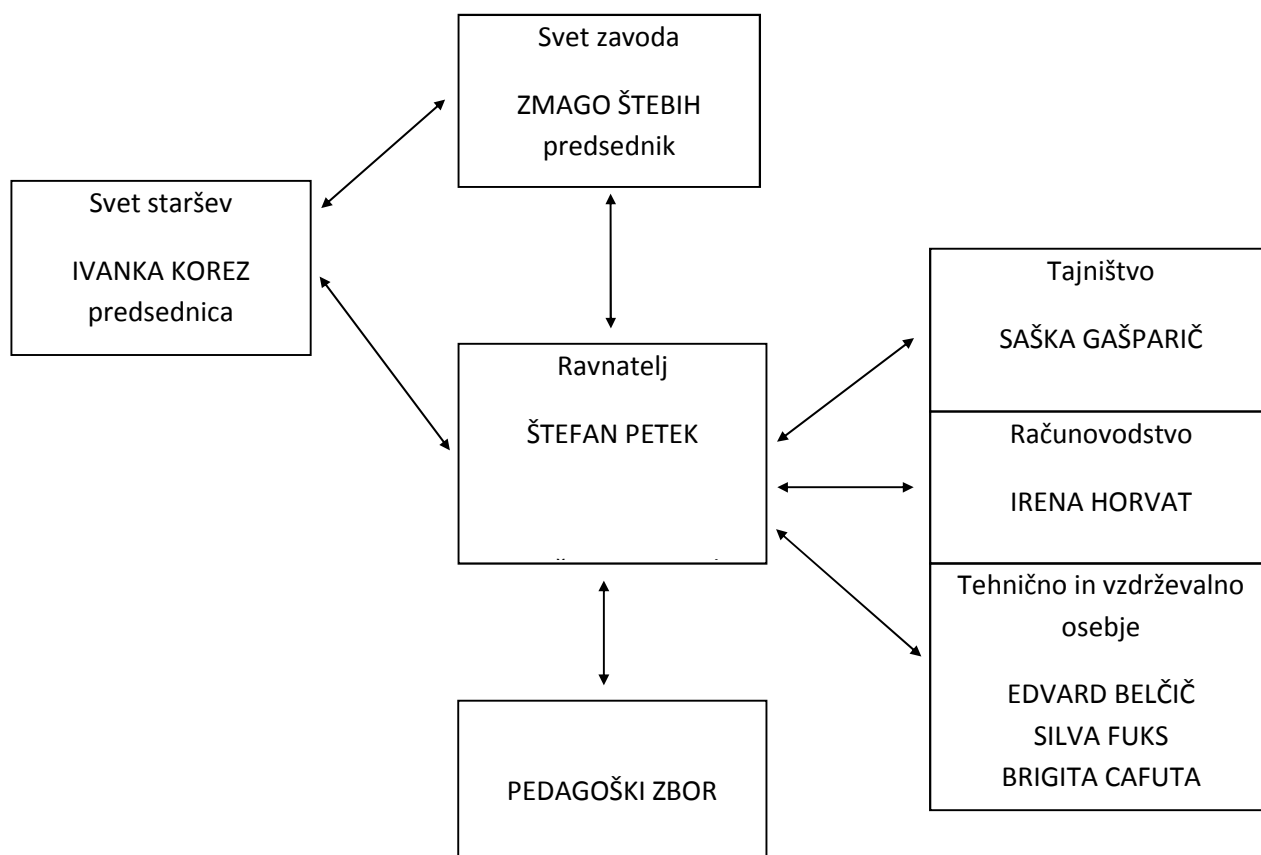 Svet zavoda
ZMAGO ŠTEBIH
predsednik
Svet staršev
IVANKA KOREZ
predsednica
Ravnatelj
ŠTEFAN PETEK
Tajništvo
SAŠKA GAŠPARIČ
Računovodstvo
IRENA HORVAT
Tehnično in vzdrževalno
osebje
EDVARD BELČIČ
SILVA FUKS
BRIGITA CAFUTA
PEDAGOŠKI ZBOR